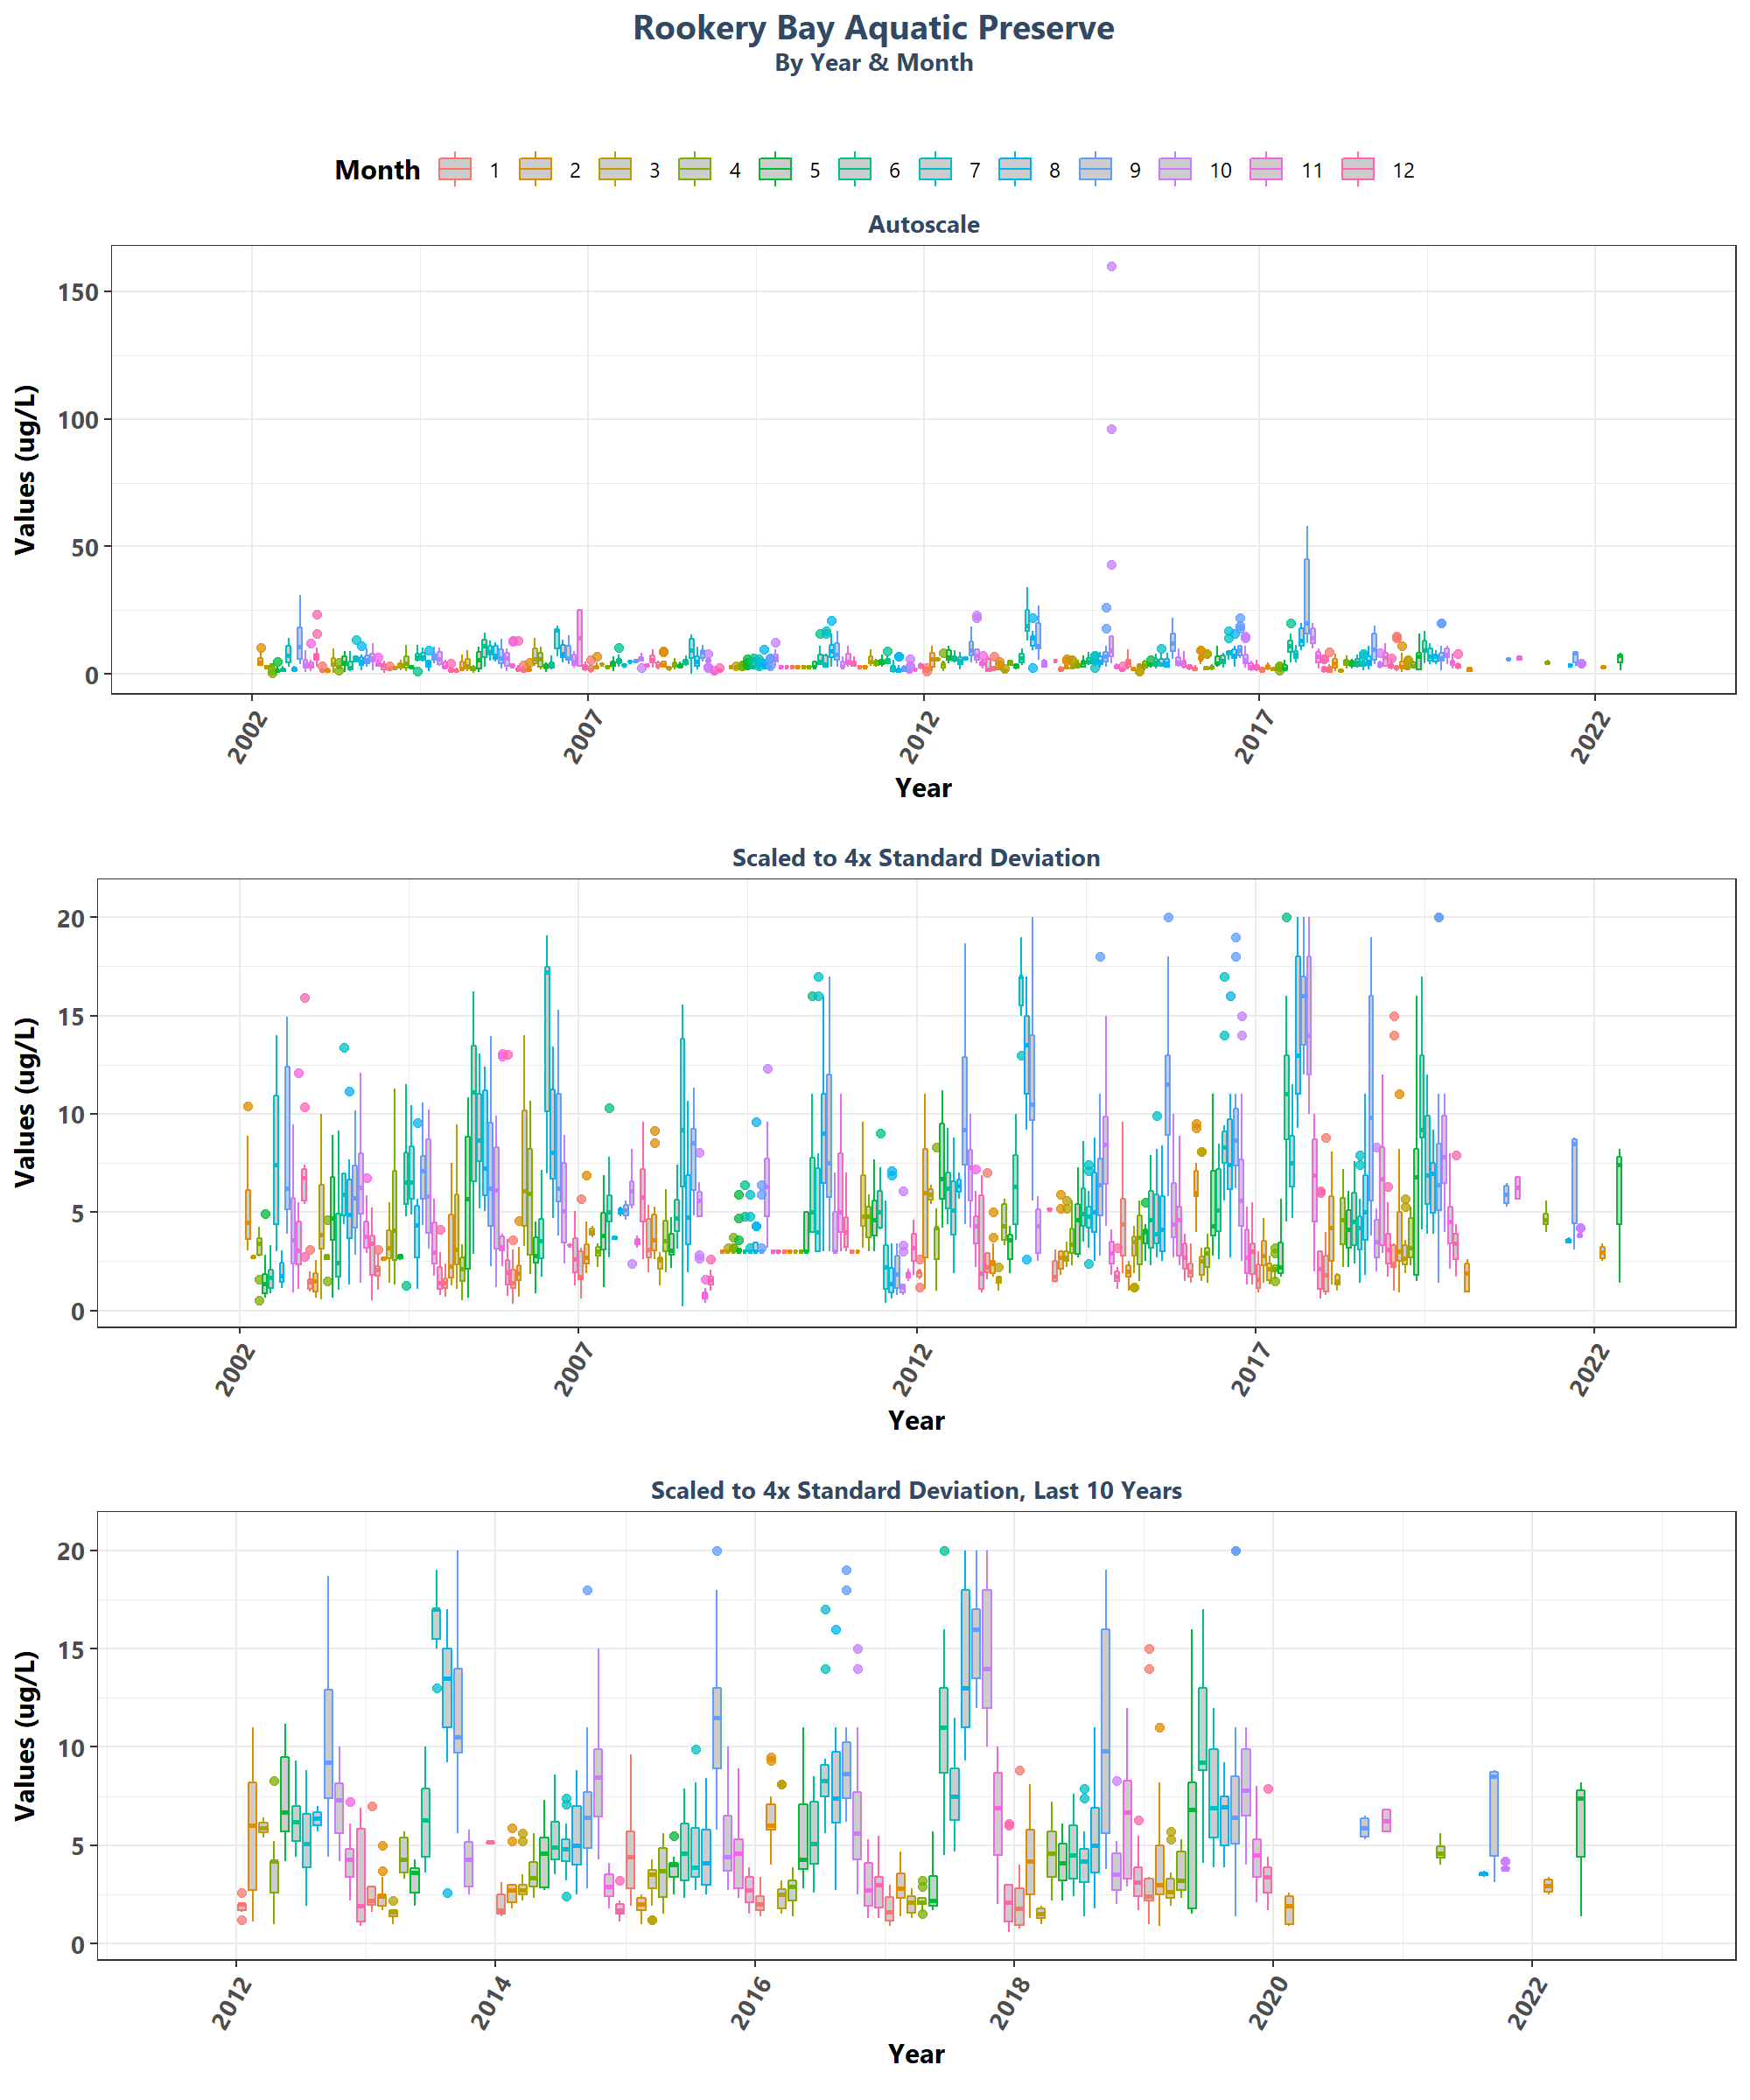 Rookery Bay Aquatic Preserve
By Year & Month
Month 1 2 3 4 5 6 7 8 9 10 11 12
Autoscale
Values (ug/L)
150
100
50
0
2002 2007 2012 2017 2022
Year
Scaled to 4x Standard Deviation
Values (ug/L)
20
15
10
5
0
2002 2007 2012 2017 2022
Year
Scaled to 4x Standard Deviation, Last 10 Years
Values (ug/L)
20
15
10
5
0
2012 2014 2016 2018 2020 2022
Year